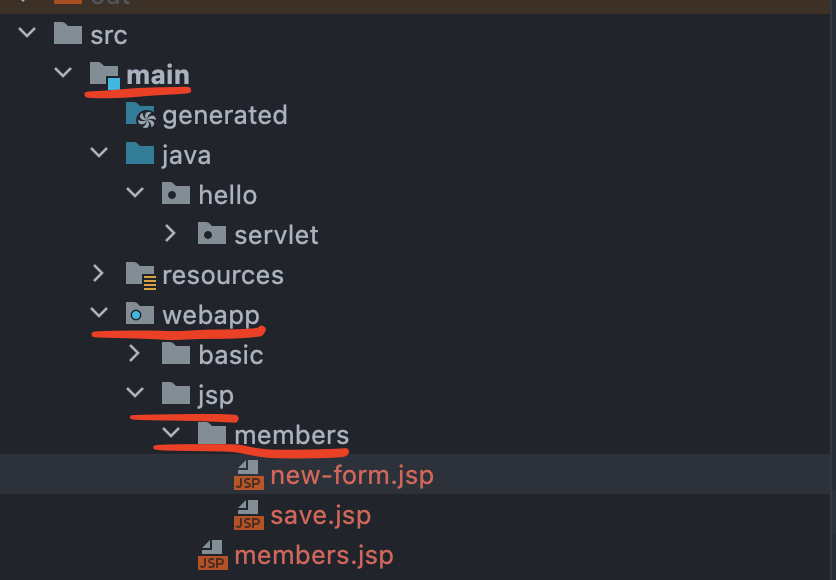 src
main
generated
java
hello
servlet
resources
webapp
basic
jsp
members
JSP new-form.jsp
JSP save.jsp
JSP members.jsp